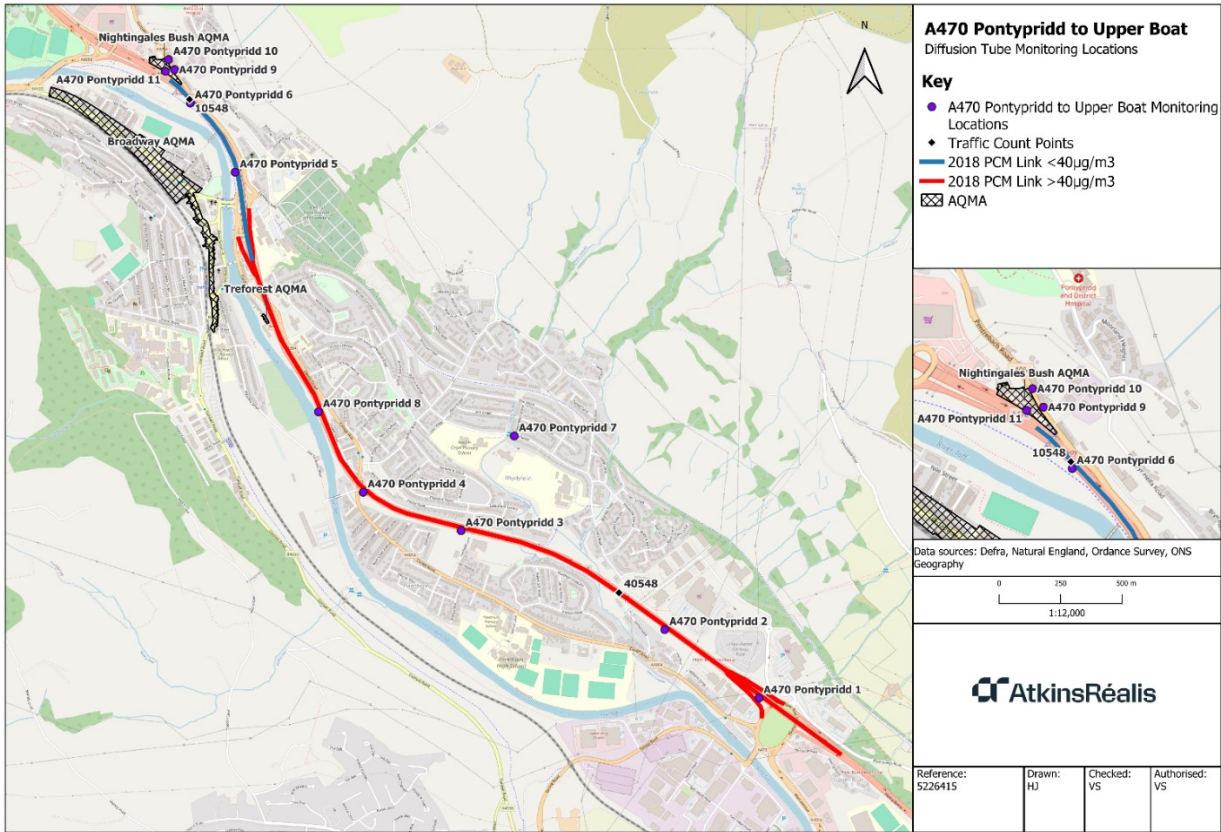 A470 Pontypridd to Upper Boat
Diffusion Tube Monitoring Locations
Key
A470 Pontypridd to Upper Boat Monitoring
Locations
Traffic Count Points
2018 PCM Link <40µg/m3
2018 PCM Link >40µg/m3
AQMA
N
Nightingales Bush AQMA
A470 Pontypridd 10
A470 Pontypridd 9
A470 Pontypridd 11
A470 Pontypridd 6
10548
Broadway AQMA
A470 Pontypridd 5
Treforest AQMA
A470 Pontypridd 8
A470 Pontypridd 7
A470 Pontypridd 4
A470 Pontypridd 3
40548
A470 Pontypridd 2
A470 Pontypridd 1
Pontypridd
and District
Hospital
Nightingales Bush AQMA
A470 Pontypridd 10
A470 Pontypridd 9
A470 Pontypridd 11
10548
A470 Pontypridd 6
Data sources: Defra, Natural England, Ordance Survey, ONS
Geography
0 250 500 m
1:12,000
AtkinsRéalis
Reference:
5226415
Drawn:
HJ
Checked:
VS
Authorised:
VS